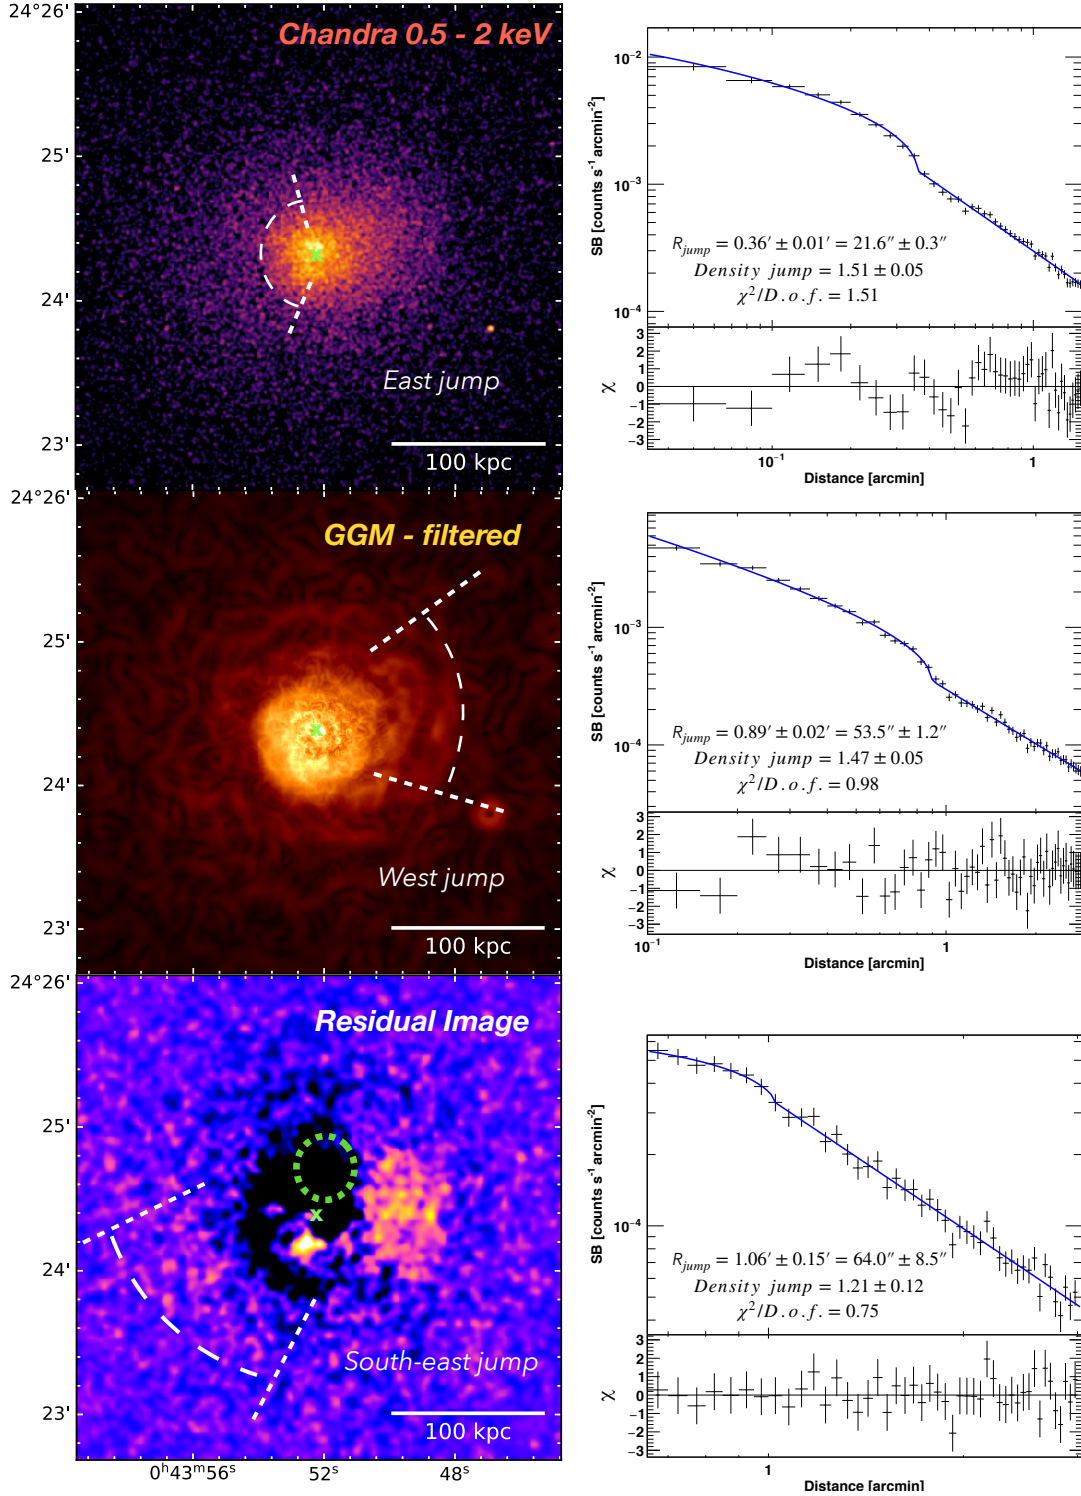 24°26'
Chandra 0.5 - 2 keV
25'
24'
East jump
23'
100 kpc
10⁻²
10⁻³
10⁻⁴
SB [counts s⁻¹ arcmin⁻²]
R_jump = 0.36′ ± 0.01′ = 21.6″ ± 0.3″
Density jump = 1.51 ± 0.05
χ²/D.o.f. = 1.51
3
2
1
0
−1
−2
−3
χ
10⁻¹
1
Distance [arcmin]
24°26'
GGM - filtered
25'
24'
West jump
23'
100 kpc
10⁻³
10⁻⁴
SB [counts s⁻¹ arcmin⁻²]
R_jump = 0.89′ ± 0.02′ = 53.5″ ± 1.2″
Density jump = 1.47 ± 0.05
χ²/D.o.f. = 0.98
3
2
1
0
−1
−2
−3
χ
10⁻¹
1
Distance [arcmin]
24°26'
Residual Image
25'
24'
South-east jump
23'
100 kpc
0ʰ43ᵐ56ˢ
52ˢ
48ˢ
10⁻⁴
SB [counts s⁻¹ arcmin⁻²]
R_jump = 1.06′ ± 0.15′ = 64.0″ ± 8.5″
Density jump = 1.21 ± 0.12
χ²/D.o.f. = 0.75
3
2
1
0
−1
−2
−3
χ
1
Distance [arcmin]